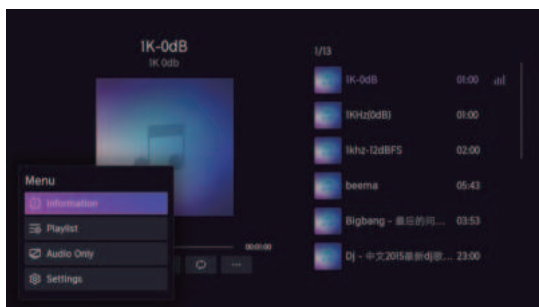 1K-0dB
1K 0db
Menu
Information
Playlist
Audio Only
Settings
00:01:00
1/13
1K-0dB 01:00
1KHz(0dB) 01:00
1khz-12dBFS 02:00
beema 05:43
Bigbang - 最后的问... 03:53
Dj - 中文2015最新dj歌... 23:00